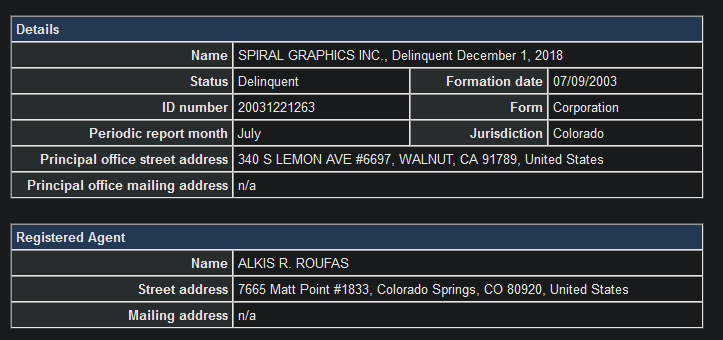 Details
Name SPIRAL GRAPHICS INC., Delinquent December 1, 2018
Status Delinquent Formation date 07/09/2003
ID number 20031221263 Form Corporation
Periodic report month July Jurisdiction Colorado
Principal office street address 340 S LEMON AVE #6697, WALNUT, CA 91789, United States
Principal office mailing address n/a
Registered Agent
Name ALKIS R. ROUFAS
Street address 7665 Matt Point #1833, Colorado Springs, CO 80920, United States
Mailing address n/a